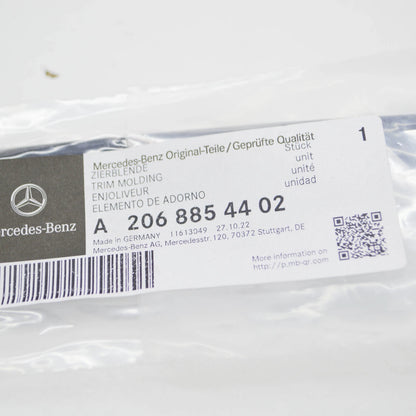 Mercedes-Benz Original-Teile/Geprüfte Qualität
ZIERBLENDE
TRIM MOLDING
ENJOLIVEUR
ELEMENTO DE ADORNO
Stück
unit
unité
unidad
1
A 206 885 44 02
Made in GERMANY 11613049 27.10.22
Mercedes-Benz AG, Mercedesstr.120, 70372 Stuttgart, DE
rcedes-Benz
More information on
http://p.mb-qr.com